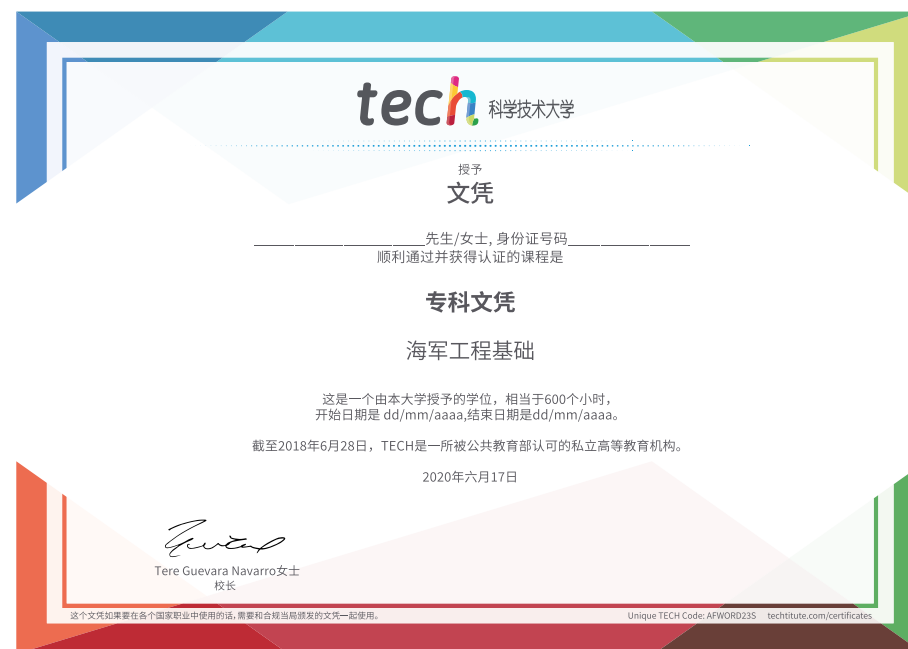 tech 科学技术大学
授予
文凭
先生/女士, 身份证号码
顺利通过并获得认证的课程是
专科文凭
海军工程基础
这是一个由本大学授予的学位，相当于600个小时，
开始日期是 dd/mm/aaaa,结束日期是dd/mm/aaaa。
截至2018年6月28日，TECH是一所被公共教育部认可的私立高等教育机构。
2020年六月17日
Tere Guevara Navarro女士
校长
这个文凭如果要在各个国家职业中使用的话,需要和合规当局颁发的文凭一起使用。
Unique TECH Code: AFWORD23S techtitute.com/certificates